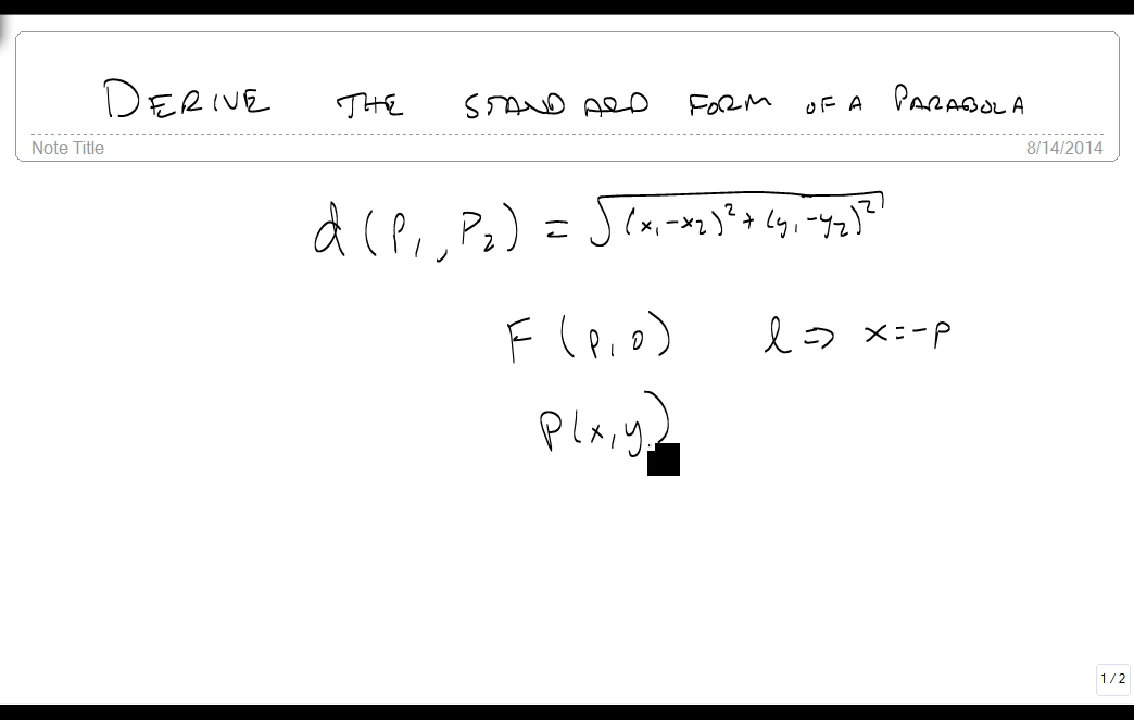 DERIVE THE STANDARD FORM OF A PARABOLA
Note Title 8/14/2014
d(P₁, P₂) = √(x₁-x₂)² + (y₁-y₂)²
F(p, 0) l ⇒ x=-p
P(x, y)
1 / 2